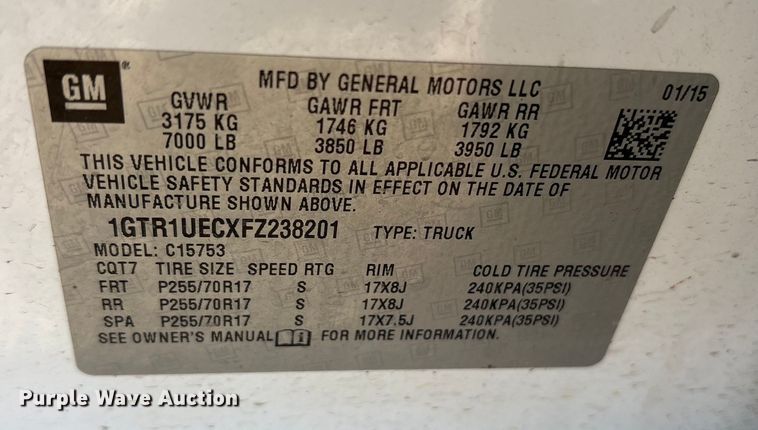 GM®
MFD BY GENERAL MOTORS LLC
01/15
GVWR GAWR FRT GAWR RR
3175 KG 1746 KG 1792 KG
7000 LB 3850 LB 3950 LB
THIS VEHICLE CONFORMS TO ALL APPLICABLE U.S. FEDERAL MOTOR
VEHICLE SAFETY STANDARDS IN EFFECT ON THE DATE OF
MANUFACTURE SHOWN ABOVE.
1GTR1UECXFZ238201 TYPE: TRUCK
MODEL: C15753
CQT7 TIRE SIZE SPEED RTG RIM COLD TIRE PRESSURE
FRT P255/70R17 S 17X8J 240KPA(35PSI)
RR P255/70R17 S 17X8J 240KPA(35PSI)
SPA P255/70R17 S 17X7.5J 240KPA(35PSI)
SEE OWNER'S MANUAL FOR MORE INFORMATION.
Purple Wave Auction